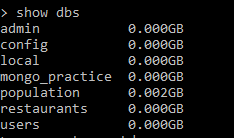 > show dbs
admin 0.000GB
config 0.000GB
local 0.000GB
mongo_practice 0.000GB
population 0.002GB
restaurants 0.000GB
users 0.000GB